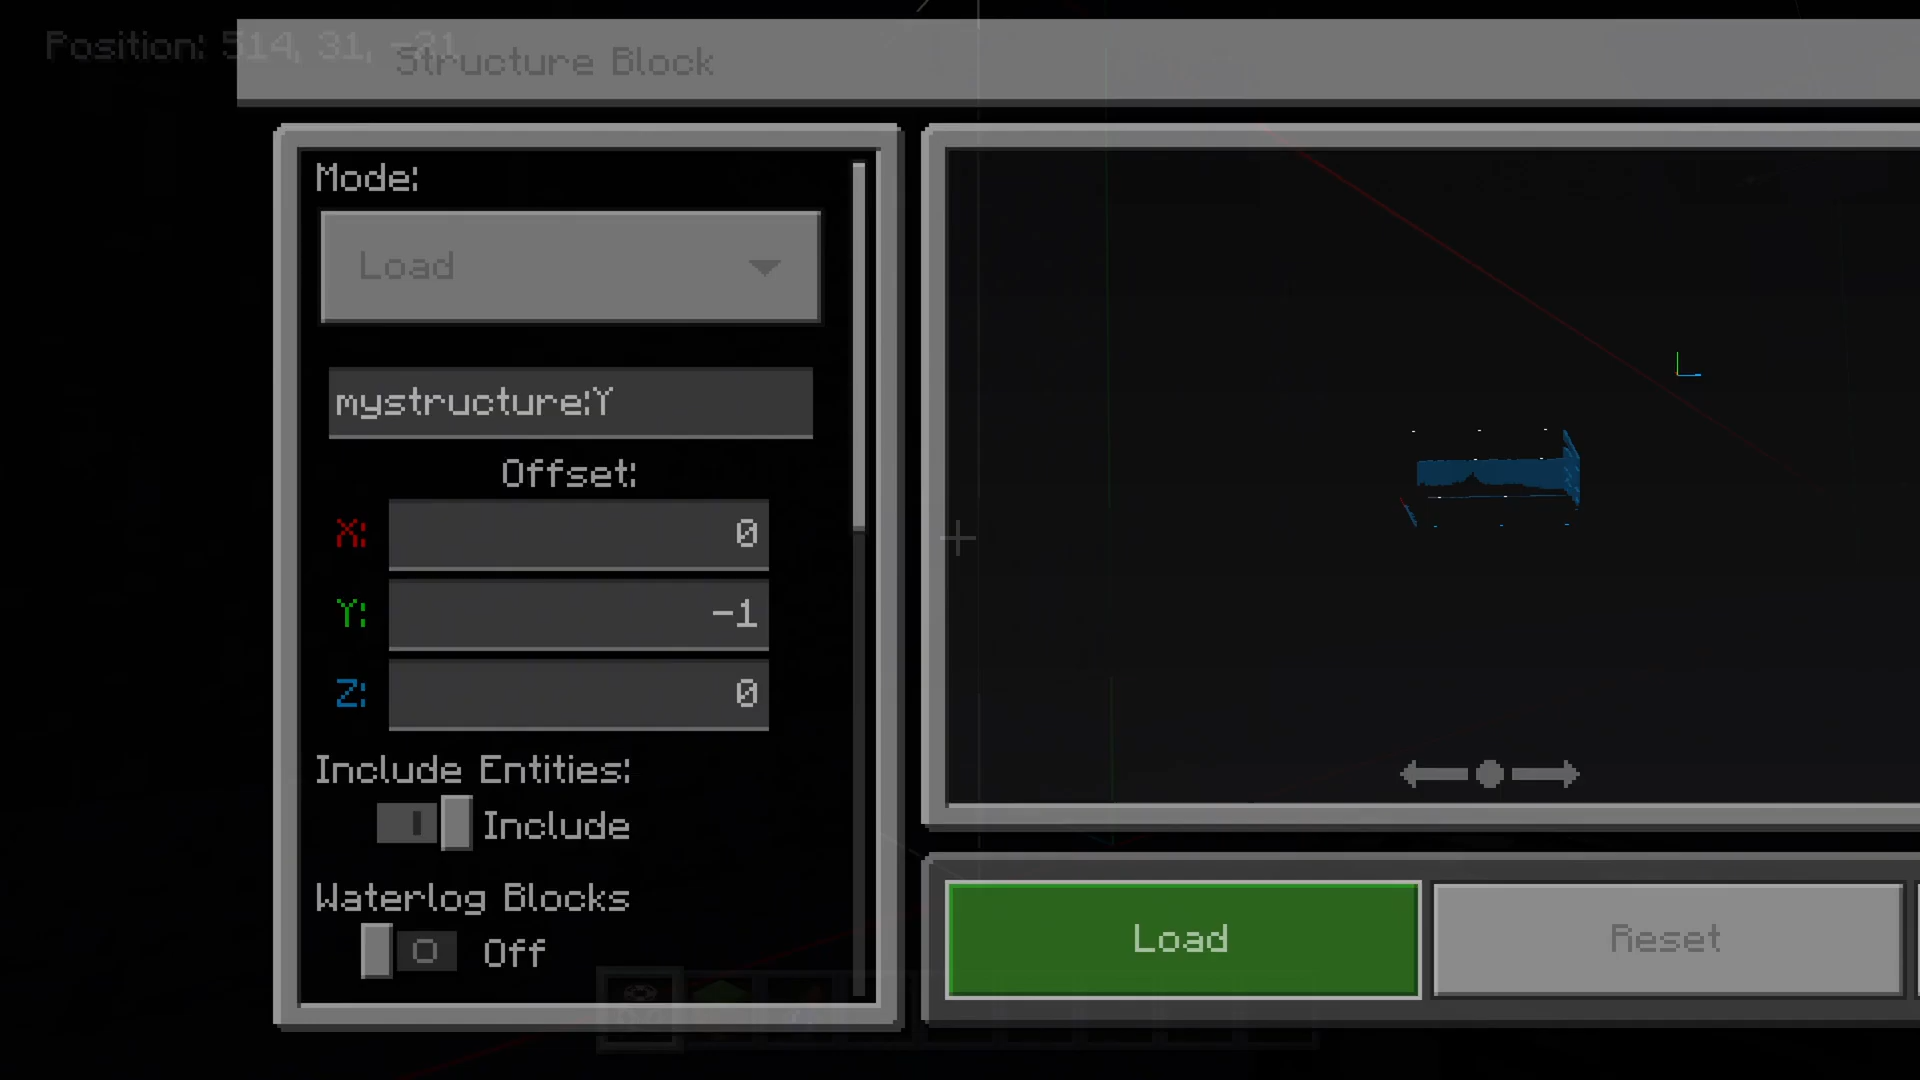 Position: 514, 31, -21
Structure Block
Mode:
Load
mystructure:Y
Offset:
X: 0
Y: -1
Z: 0
Include Entities:
Include
Waterlog Blocks
Off
Load
Reset